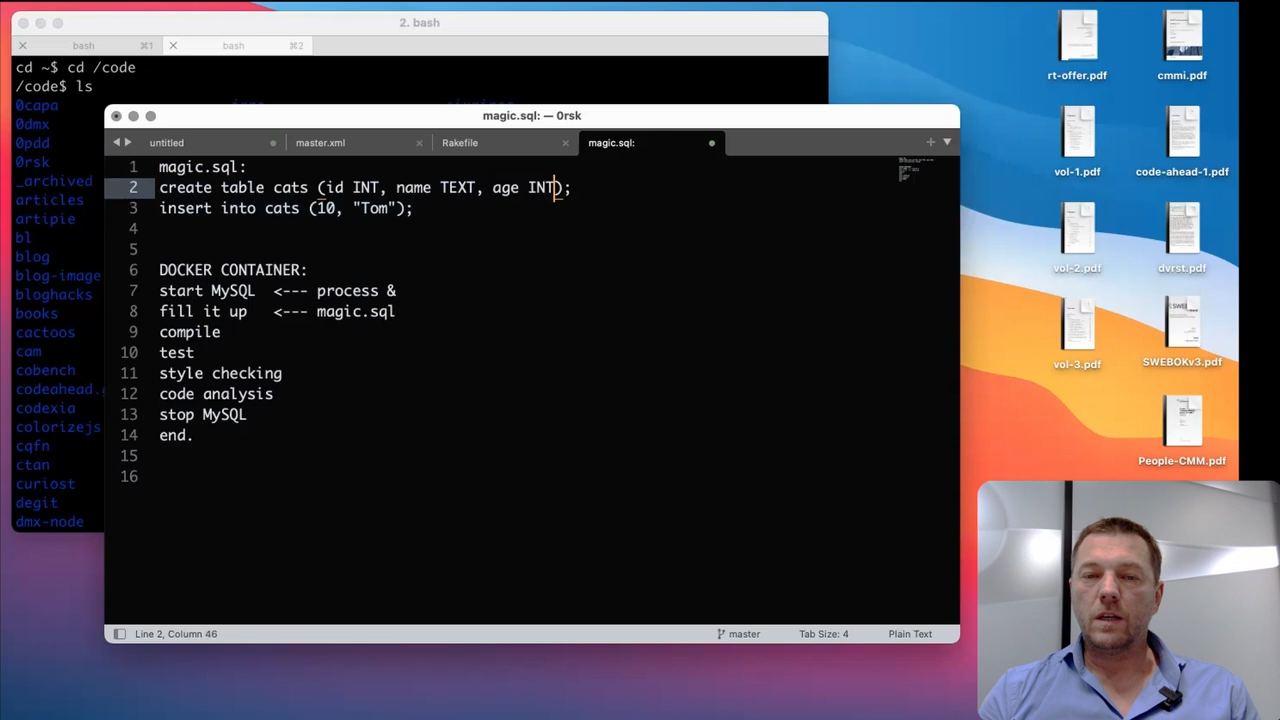 2. bash
bash ⌘1
bash ⌘2
cd ~$ cd /code
/code$ ls
0capa
0dmx
0pdd
0rsk
_archived
articles
artipie
bl
blog
blog-image
bloghacks
books
cactoos
cam
cobench
codeahead.
codexia
colorizejs
cqfn
ctan
curiost
degit
dmx-node
magic.sql: — 0rsk
untitled
master.xml
Rakefile
magic.sql:
1 magic.sql:
2 create table cats (id INT, name TEXT, age INT);
3 insert into cats (10, "Tom");
4
5
6 DOCKER CONTAINER:
7 start MySQL <--- process &
8 fill it up <--- magic.sql
9 compile
10 test
11 style checking
12 code analysis
13 stop MySQL
14 end.
15
16
Line 2, Column 46
master
Tab Size: 4
Plain Text
rt-offer.pdf
cmmi.pdf
vol-1.pdf
code-ahead-1.pdf
vol-2.pdf
dvrst.pdf
vol-3.pdf
SWEBOKv3.pdf
People-CMM.pdf